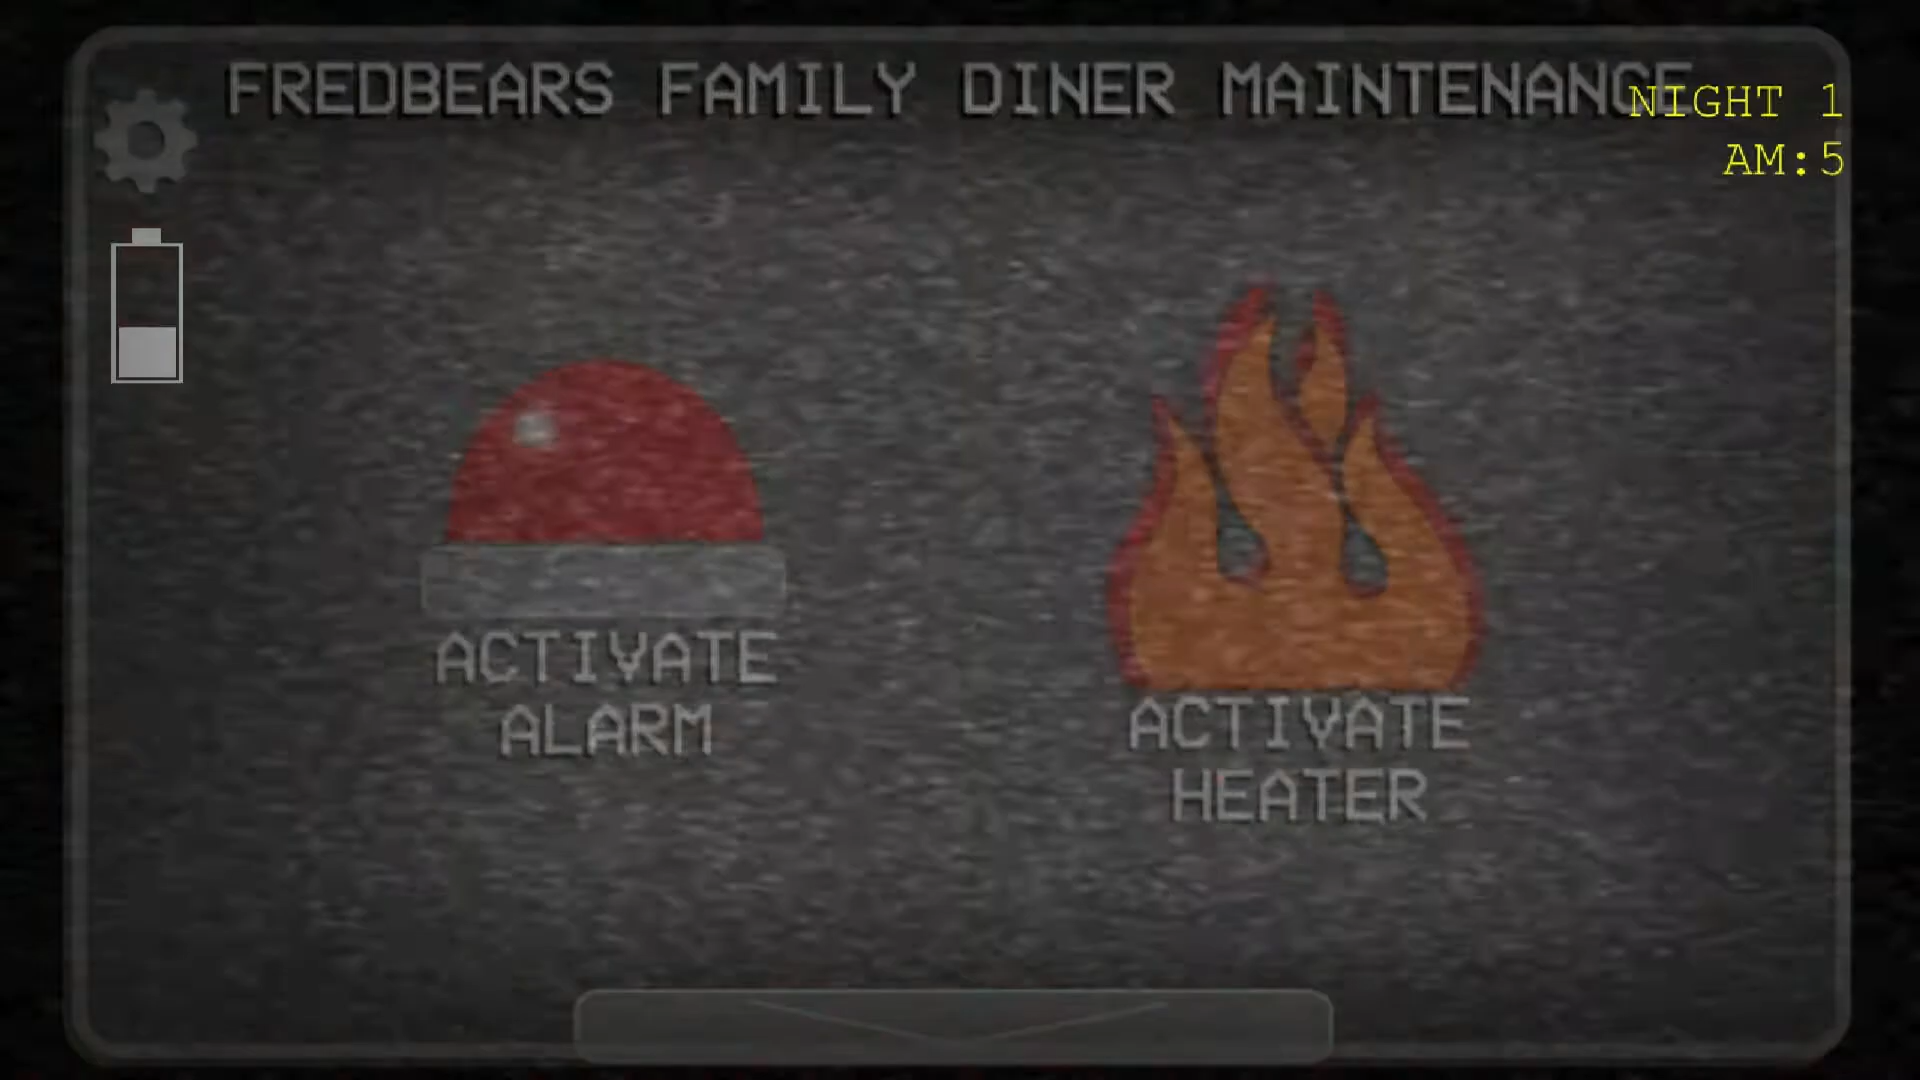 FREDBEARS FAMILY DINER MAINTENANCE
NIGHT 1
AM:5
ACTIVATE
ALARM
ACTIVATE
HEATER